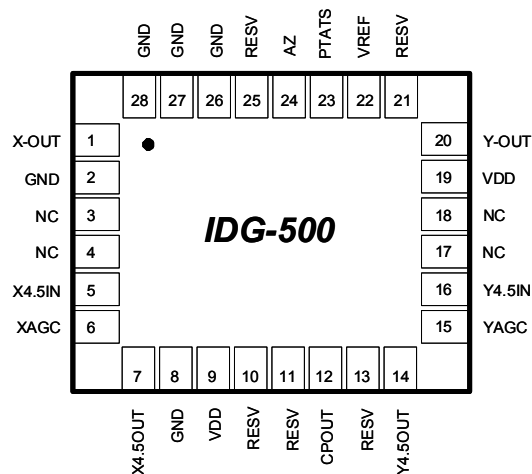 GND GND GND RESV AZ PTATS VREF RESV
28 27 26 25 24 23 22 21
X-OUT 1 20 Y-OUT
GND 2 19 VDD
NC 3 18 NC
IDG-500
NC 4 17 NC
X4.5IN 5 16 Y4.5IN
XAGC 6 15 YAGC
7 8 9 10 11 12 13 14
X4.5OUT GND VDD RESV RESV CPOUT RESV Y4.5OUT